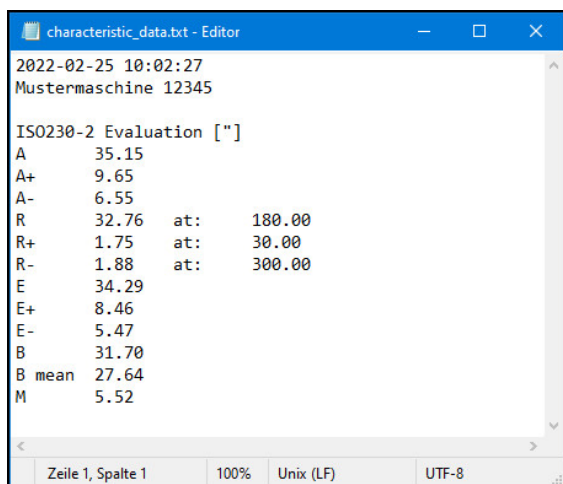 characteristic_data.txt - Editor
2022-02-25 10:02:27
Mustermaschine 12345
ISO230-2 Evaluation ["]
A 35.15
A+ 9.65
A- 6.55
R 32.76 at: 180.00
R+ 1.75 at: 30.00
R- 1.88 at: 300.00
E 34.29
E+ 8.46
E- 5.47
B 31.70
B mean 27.64
M 5.52
Zeile 1, Spalte 1 100% Unix (LF) UTF-8